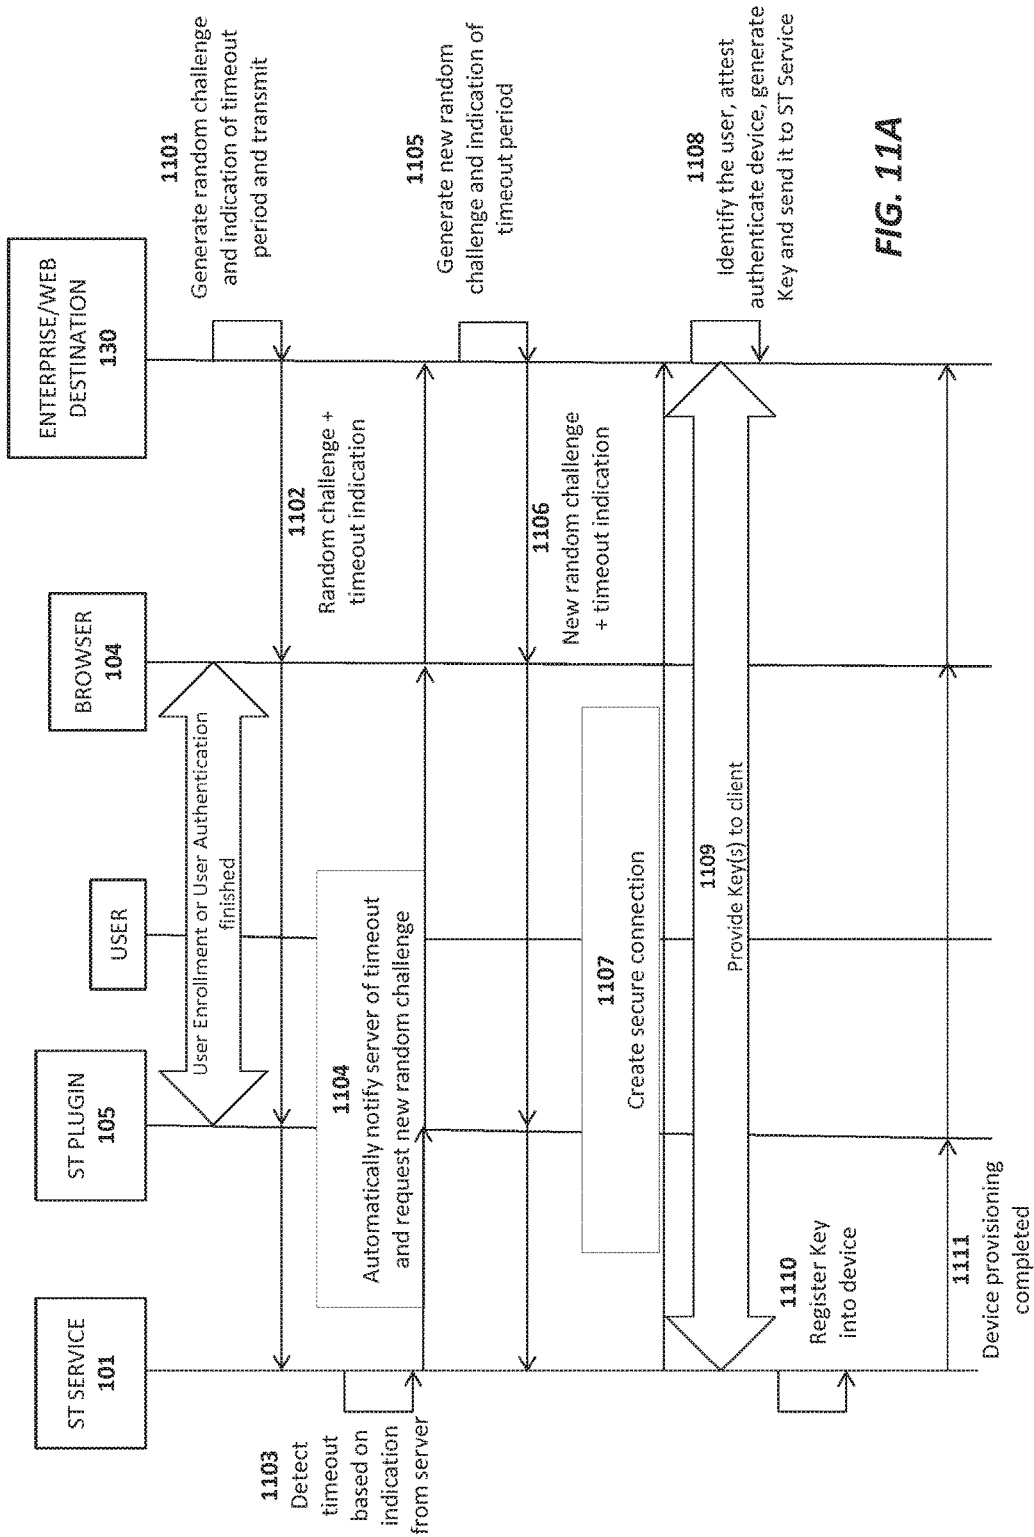 ST SERVICE
101
ST PLUGIN
105
USER
BROWSER
104
ENTERPRISE/WEB
DESTINATION
130
User Enrollment or User Authentication
finished
1101
Generate random challenge
and indication of timeout
period and transmit
1102
Random challenge +
timeout indication
1103
Detect
timeout
based on
indication
from server
1104
Automatically notify server of timeout
and request new random challenge
1105
Generate new random
challenge and indication of
timeout period
1106
New random challenge
+ timeout indication
1107
Create secure connection
1108
Identify the user, attest
authenticate device, generate
Key and send it to ST Service
1109
Provide Key(s) to client
1110
Register Key
into device
1111
Device provisioning
completed
FIG. 11A